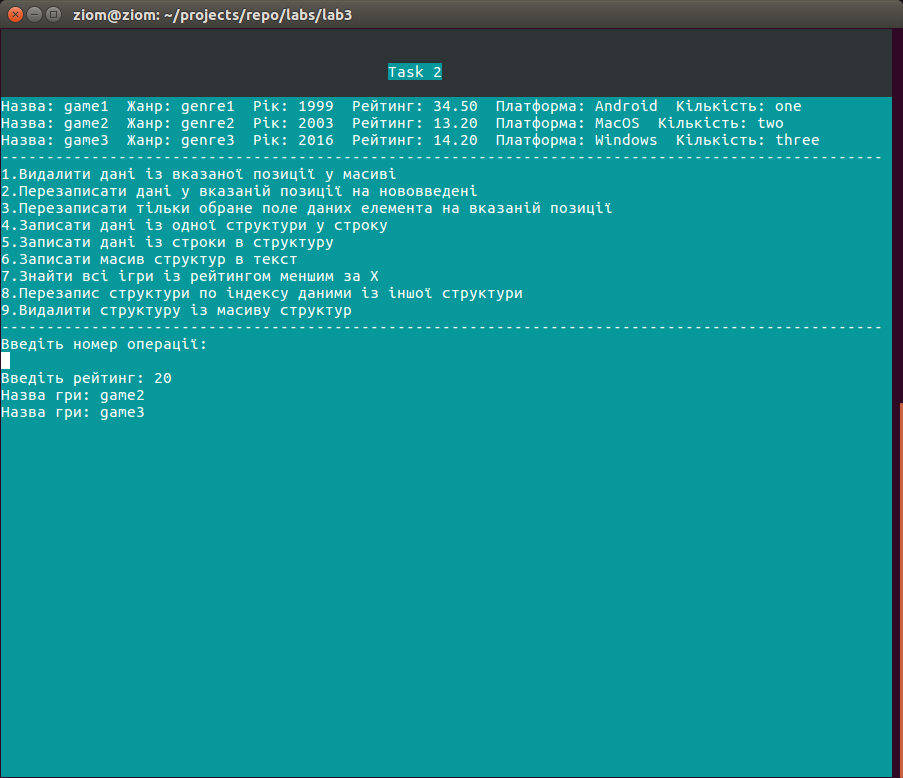 ziom@ziom: ~/projects/repo/labs/lab3
Task 2
Назва: game1  Жанр: genre1  Рік: 1999  Рейтинг: 34.50  Платформа: Android  Кількість: one
Назва: game2  Жанр: genre2  Рік: 2003  Рейтинг: 13.20  Платформа: MacOS  Кількість: two
Назва: game3  Жанр: genre3  Рік: 2016  Рейтинг: 14.20  Платформа: Windows  Кількість: three
--------------------------------------------------------------------------------------------------
1.Видалити дані із вказаної позиції у масиві
2.Перезаписати дані у вказаній позиції на нововведені
3.Перезаписати тільки обране поле даних елемента на вказаній позиції
4.Записати дані із одної структури у строку
5.Записати дані із строки в структуру
6.Записати масив структур в текст
7.Знайти всі ігри із рейтингом меншим за X
8.Перезапис структури по індексу даними із іншої структури
9.Видалити структуру із масиву структур
--------------------------------------------------------------------------------------------------
Введіть номер операції:
Введіть рейтинг: 20
Назва гри: game2
Назва гри: game3